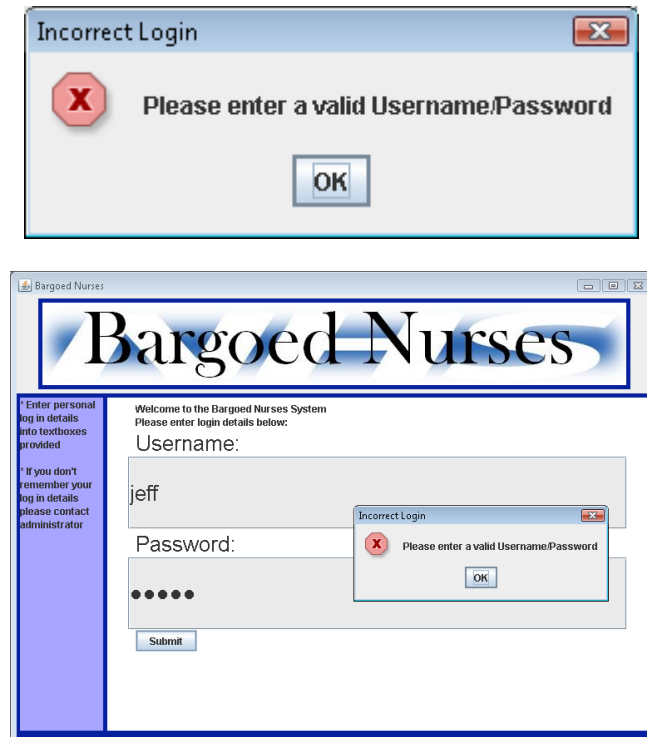 Incorrect Login
Please enter a valid Username/Password
OK
Bargoed Nurses
Bargoed Nurses
* Enter personal
log in details
into textboxes
provided
* If you don't
remember your
log in details
please contact
administrator
Welcome to the Bargoed Nurses System
Please enter login details below:
Username:
jeff
Incorrect Login
Please enter a valid Username/Password
OK
Password:
●●●●●
Submit